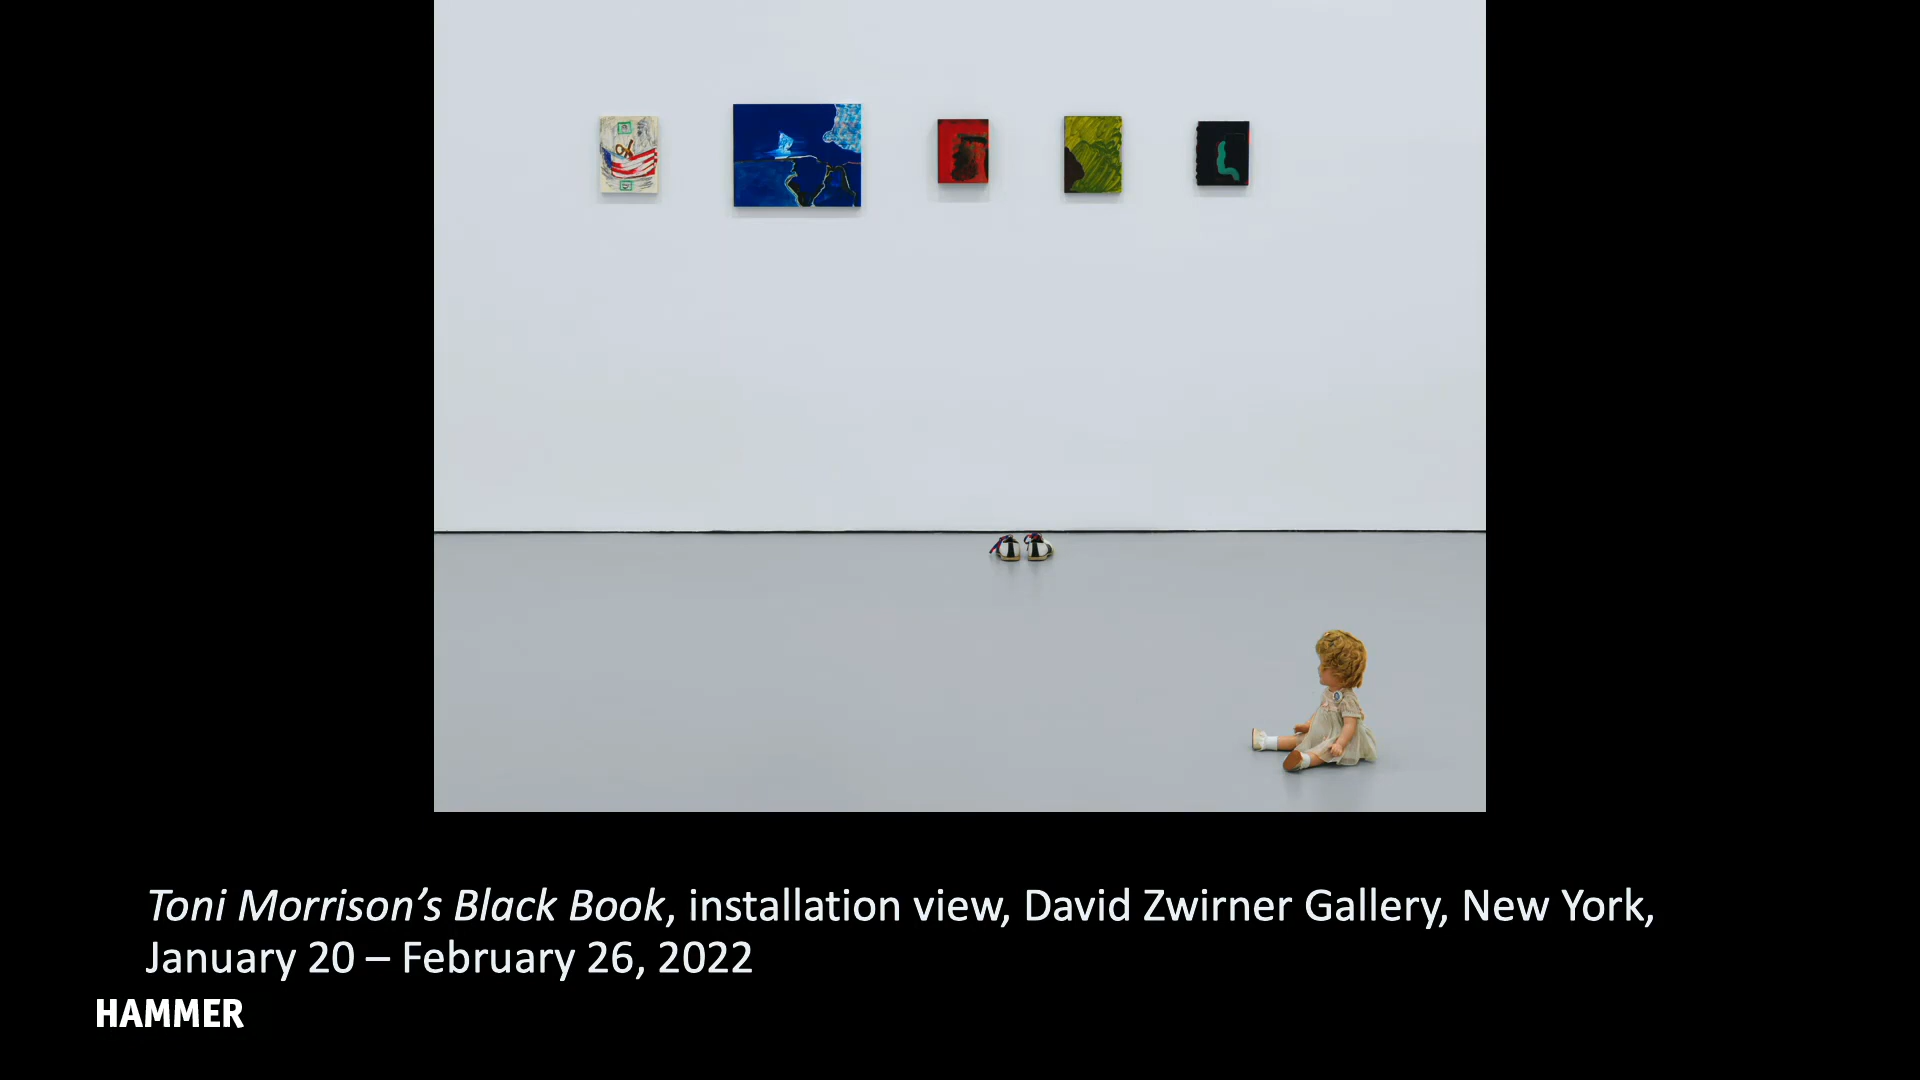 Toni Morrison’s Black Book, installation view, David Zwirner Gallery, New York,
January 20 – February 26, 2022
HAMMER